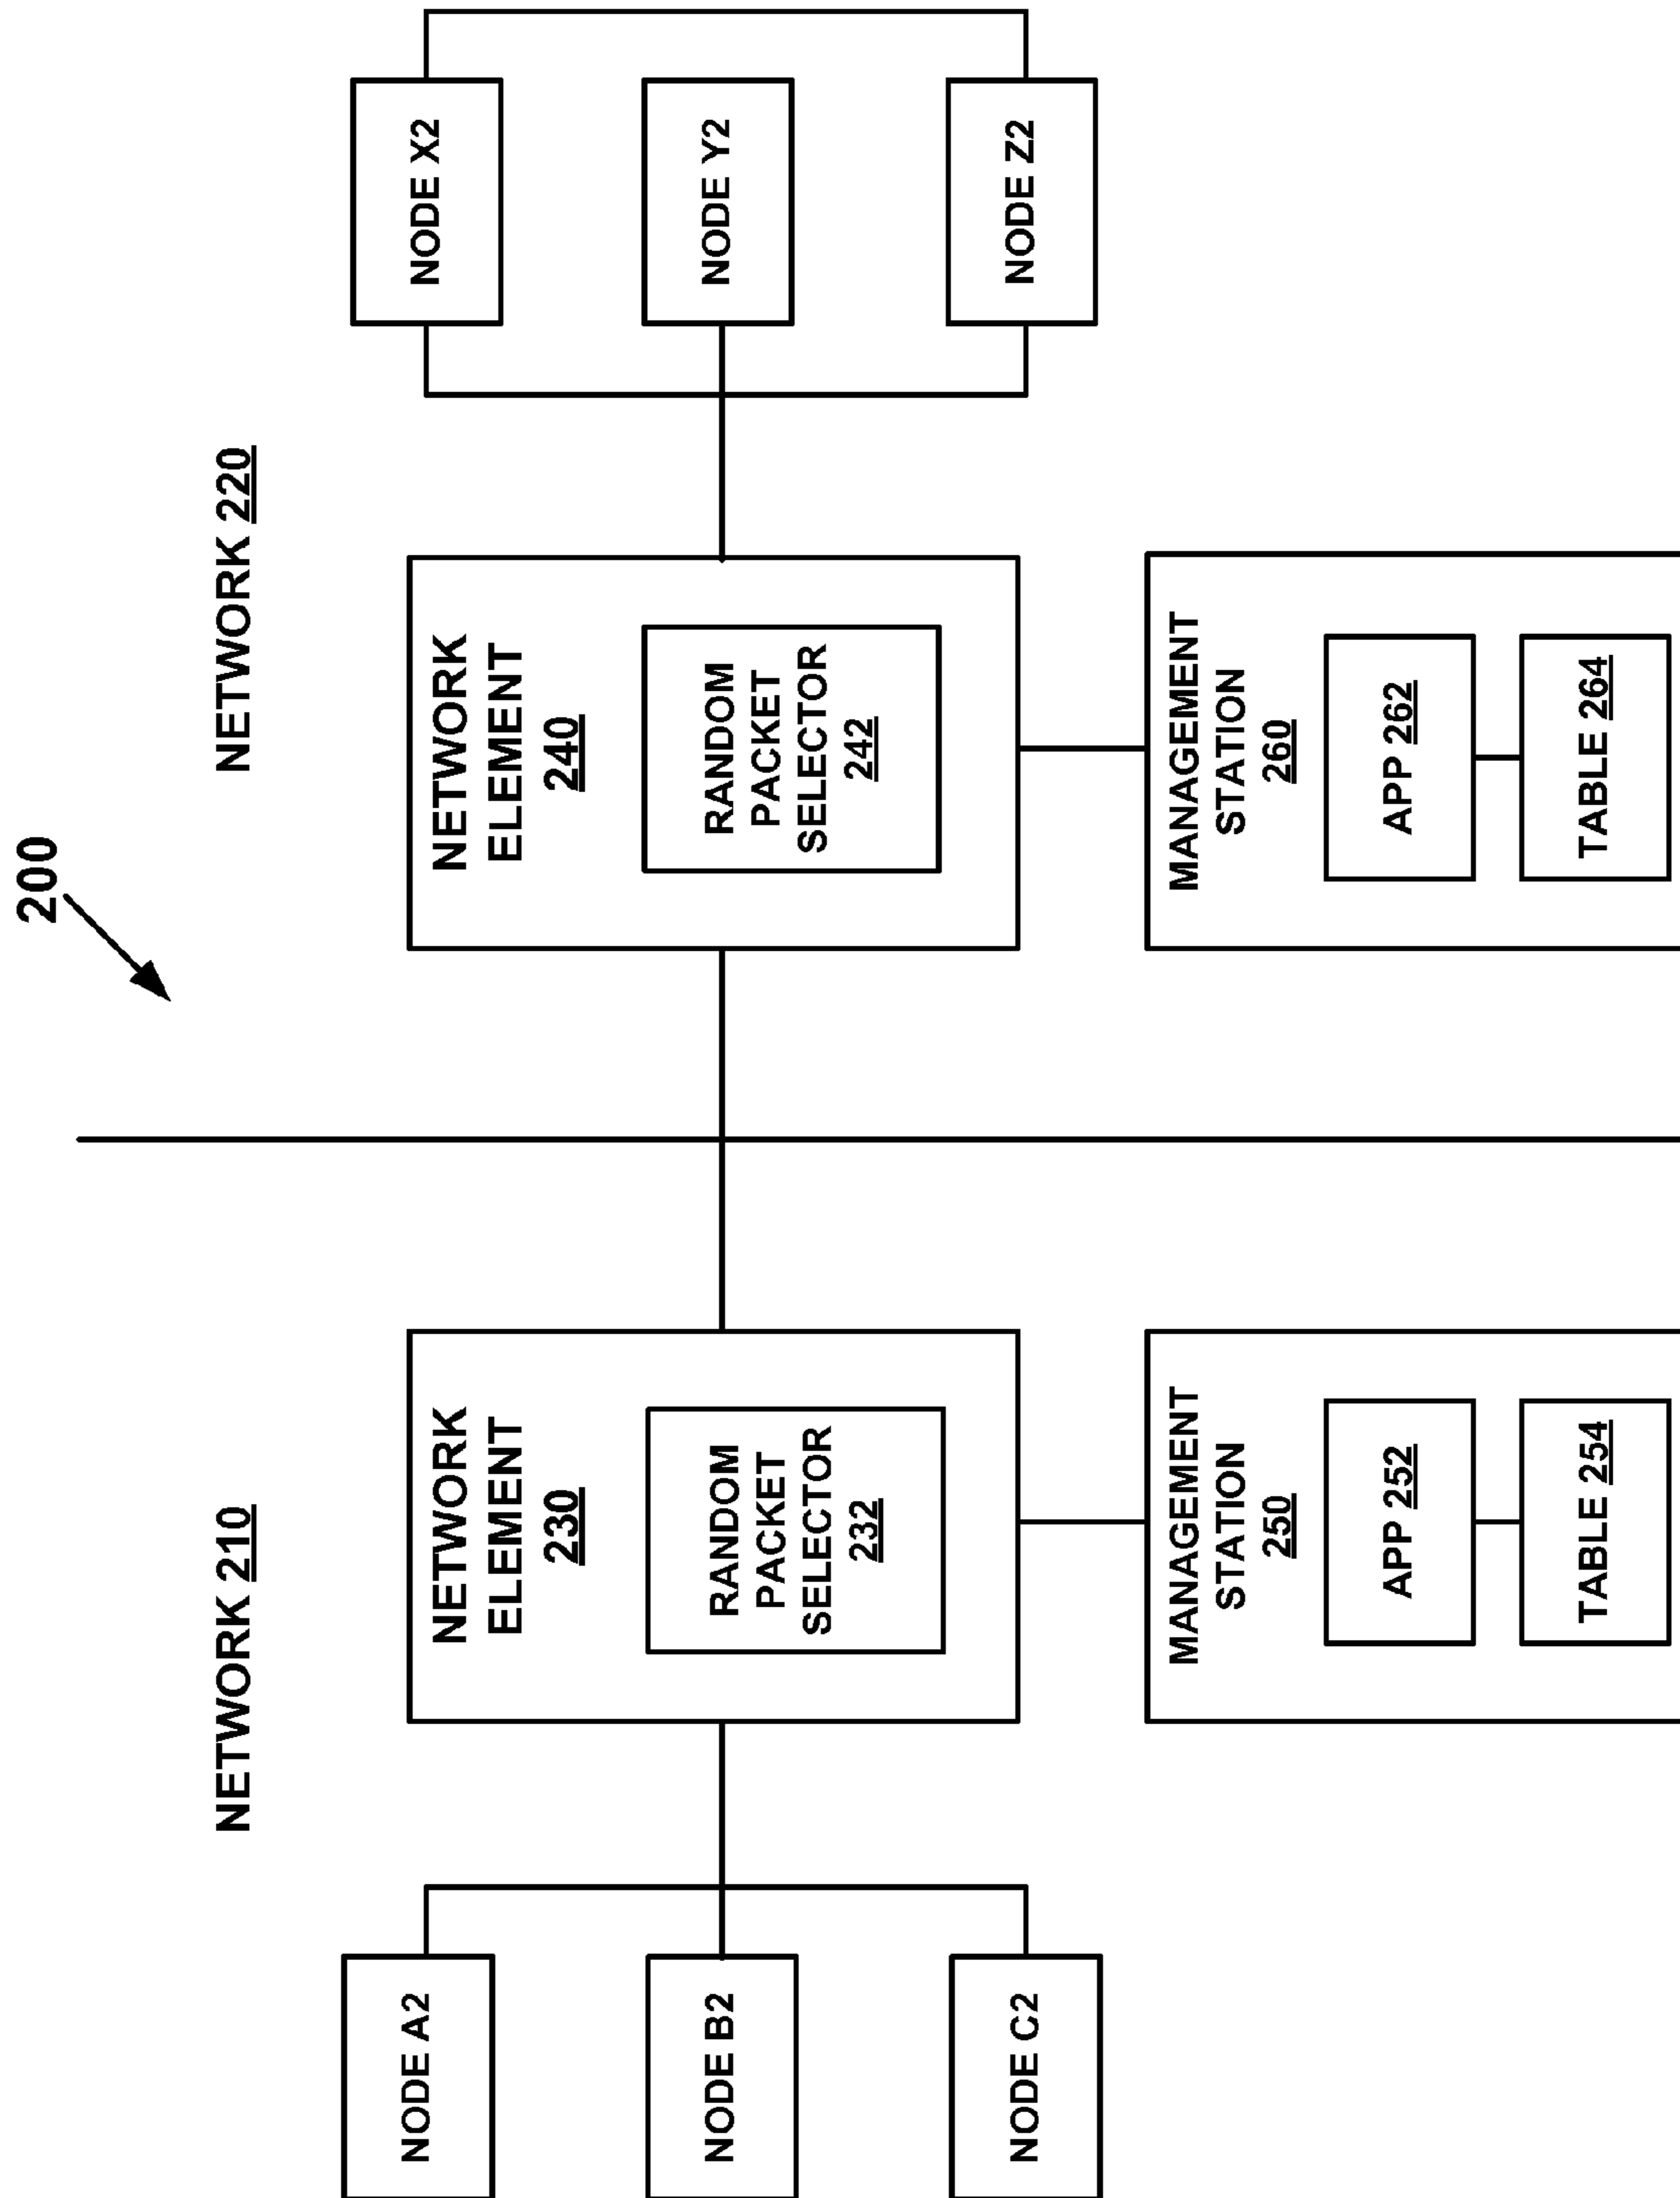 200
NETWORK 210
NETWORK 220
NODE A2
NODE B2
NODE C2
NETWORK
ELEMENT
230
RANDOM
PACKET
SELECTOR
232
NETWORK
ELEMENT
240
RANDOM
PACKET
SELECTOR
242
NODE X2
NODE Y2
NODE Z2
MANAGEMENT
STATION
250
APP 252
TABLE 254
MANAGEMENT
STATION
260
APP 262
TABLE 264